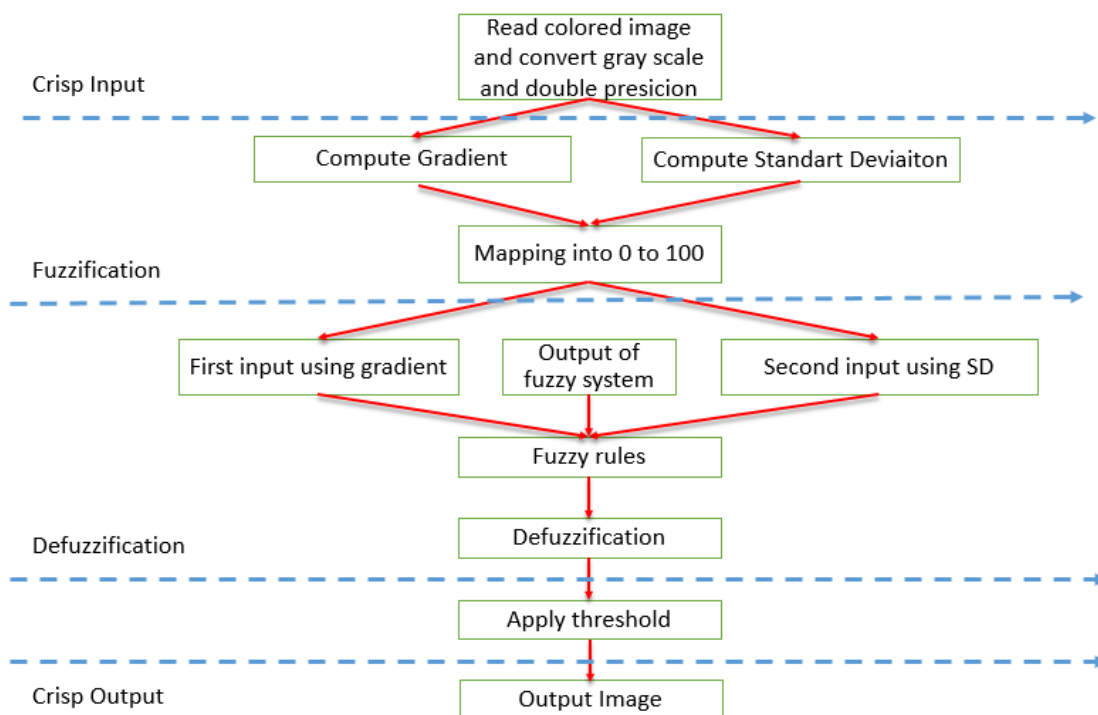 Read colored image
and convert gray scale
and double presicion
Crisp Input
Compute Gradient
Compute Standart Deviaiton
Mapping into 0 to 100
Fuzzification
First input using gradient
Output of
fuzzy system
Second input using SD
Fuzzy rules
Defuzzification
Defuzzification
Apply threshold
Crisp Output
Output Image